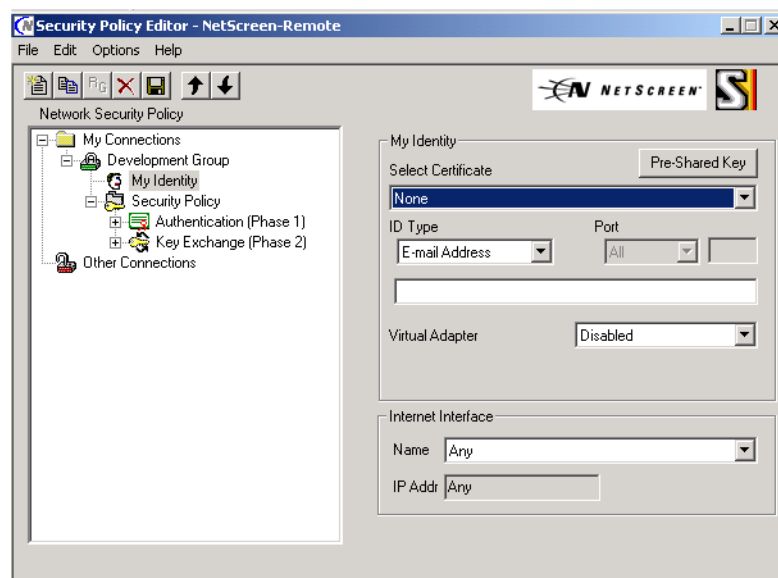 Security Policy Editor - NetScreen-Remote
File Edit Options Help
NETSCREEN
Network Security Policy
My Connections
Development Group
My Identity
Security Policy
Authentication (Phase 1)
Key Exchange (Phase 2)
Other Connections
My Identity
Select Certificate
Pre-Shared Key
None
ID Type
Port
E-mail Address
All
Virtual Adapter
Disabled
Internet Interface
Name
Any
IP Addr
Any